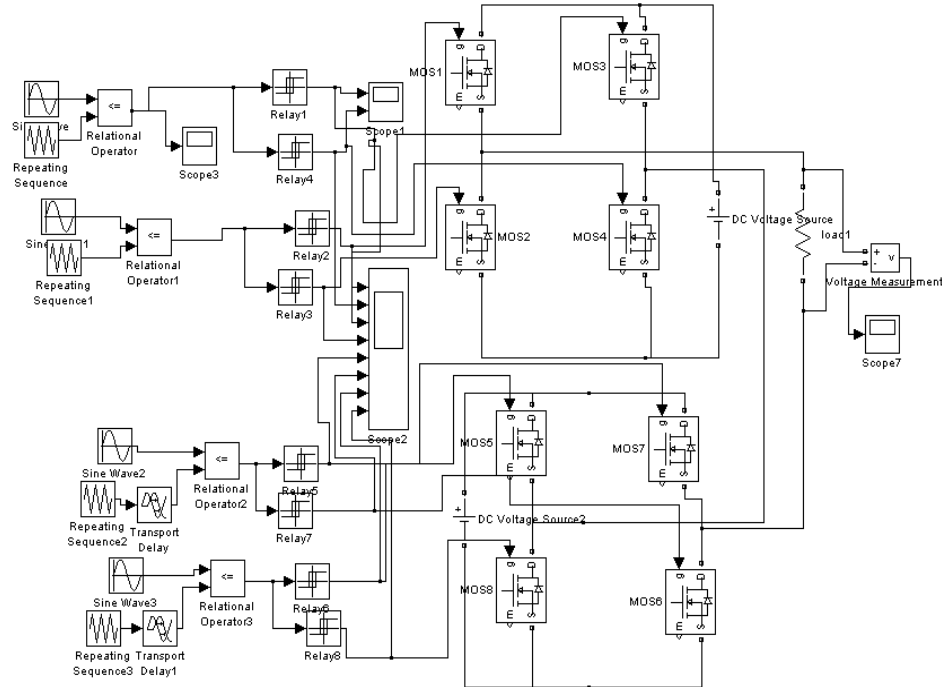 g
D
MOS1
m
S
g
D
MOS3
m
S
<=
Relay1
Scope1
Relational
Operator
Scope3
Repeating
Sequence
Relay4
g
D
MOS2
m
S
g
D
MOS4
m
S
+
DC Voltage Source
load1
<=
Relay2
Relational
Operator1
Repeating
Sequence1
Relay3
+
-
v
Voltage Measurement
Scope7
Scope2
g
D
MOS5
m
S
g
D
MOS7
m
S
Sine Wave2
<=
Relay5
Relational
Operator2
Repeating
Sequence2
Transport
Delay
Relay7
+
DC Voltage Source2
g
D
MOS8
m
S
g
D
MOS6
m
S
Sine Wave3
<=
Relay6
Relational
Operator3
Repeating
Sequence3
Transport
Delay1
Relay8